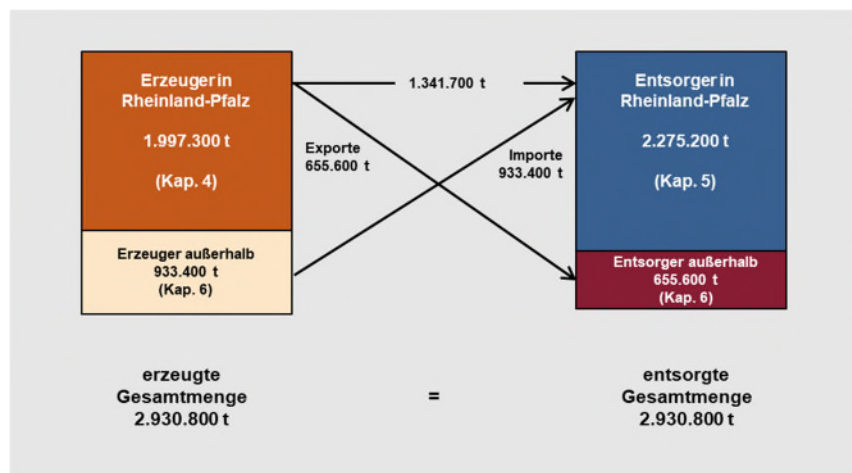 Erzeuger in
Rheinland-Pfalz
1.997.300 t
(Kap. 4)
Erzeuger außerhalb
933.400 t
(Kap. 6)
1.341.700 t
Exporte
655.600 t
Importe
933.400 t
Entsorger in
Rheinland-Pfalz
2.275.200 t
(Kap. 5)
Entsorger außerhalb
655.600 t
(Kap. 6)
erzeugte
Gesamtmenge
2.930.800 t
=
entsorgte
Gesamtmenge
2.930.800 t